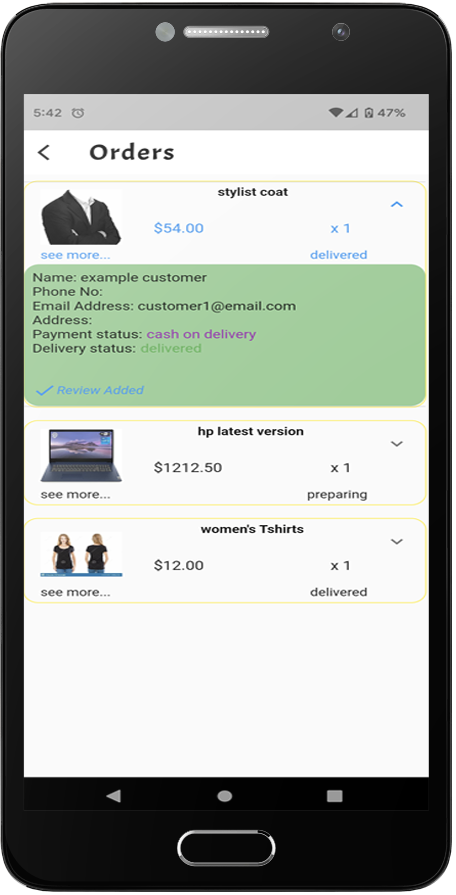 5:42 47%
Orders
stylist coat
$54.00 x 1
see more... delivered
Name: example customer
Phone No:
Email Address: customer1@email.com
Address:
Payment status: cash on delivery
Delivery status: delivered
Review Added
hp latest version
$1212.50 x 1
see more... preparing
women's Tshirts
$12.00 x 1
see more... delivered